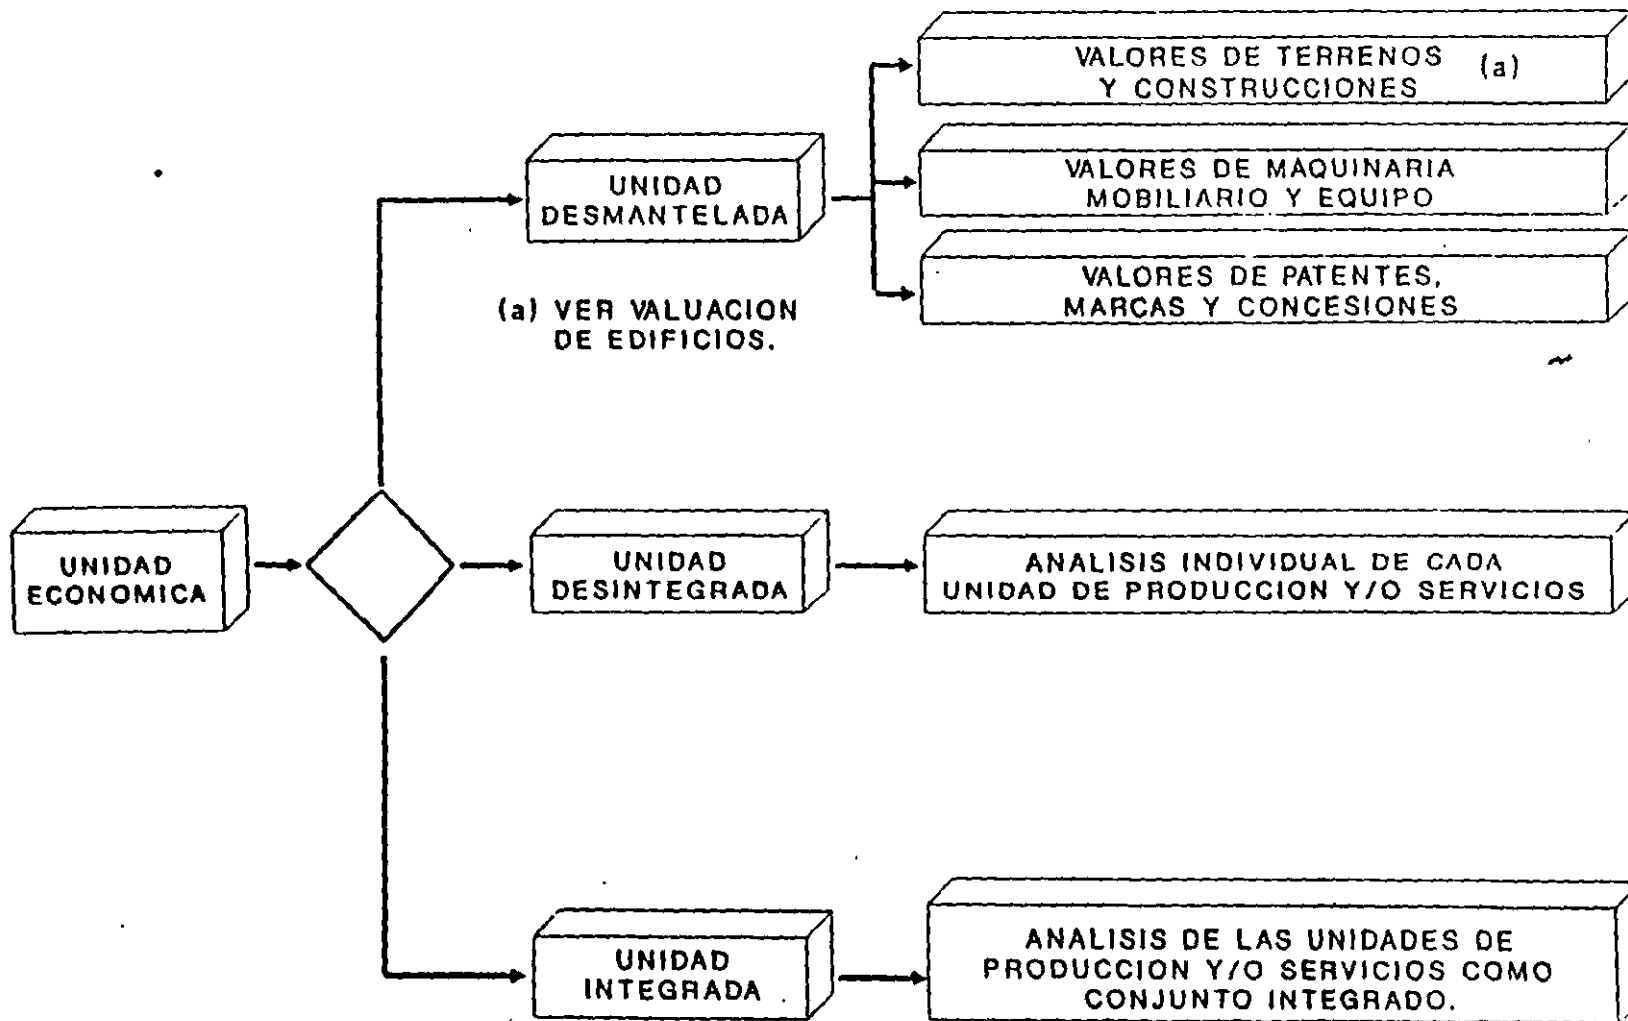 VALORES DE TERRENOS (a)
Y CONSTRUCCIONES
UNIDAD
DESMANTELADA
VALORES DE MAQUINARIA
MOBILIARIO Y EQUIPO
VALORES DE PATENTES,
MARCAS Y CONCESIONES
(a) VER VALUACION
DE EDIFICIOS.
UNIDAD
ECONOMICA
UNIDAD
DESINTEGRADA
ANALISIS INDIVIDUAL DE CADA
UNIDAD DE PRODUCCION Y/O SERVICIOS
UNIDAD
INTEGRADA
ANALISIS DE LAS UNIDADES DE
PRODUCCION Y/O SERVICIOS COMO
CONJUNTO INTEGRADO.